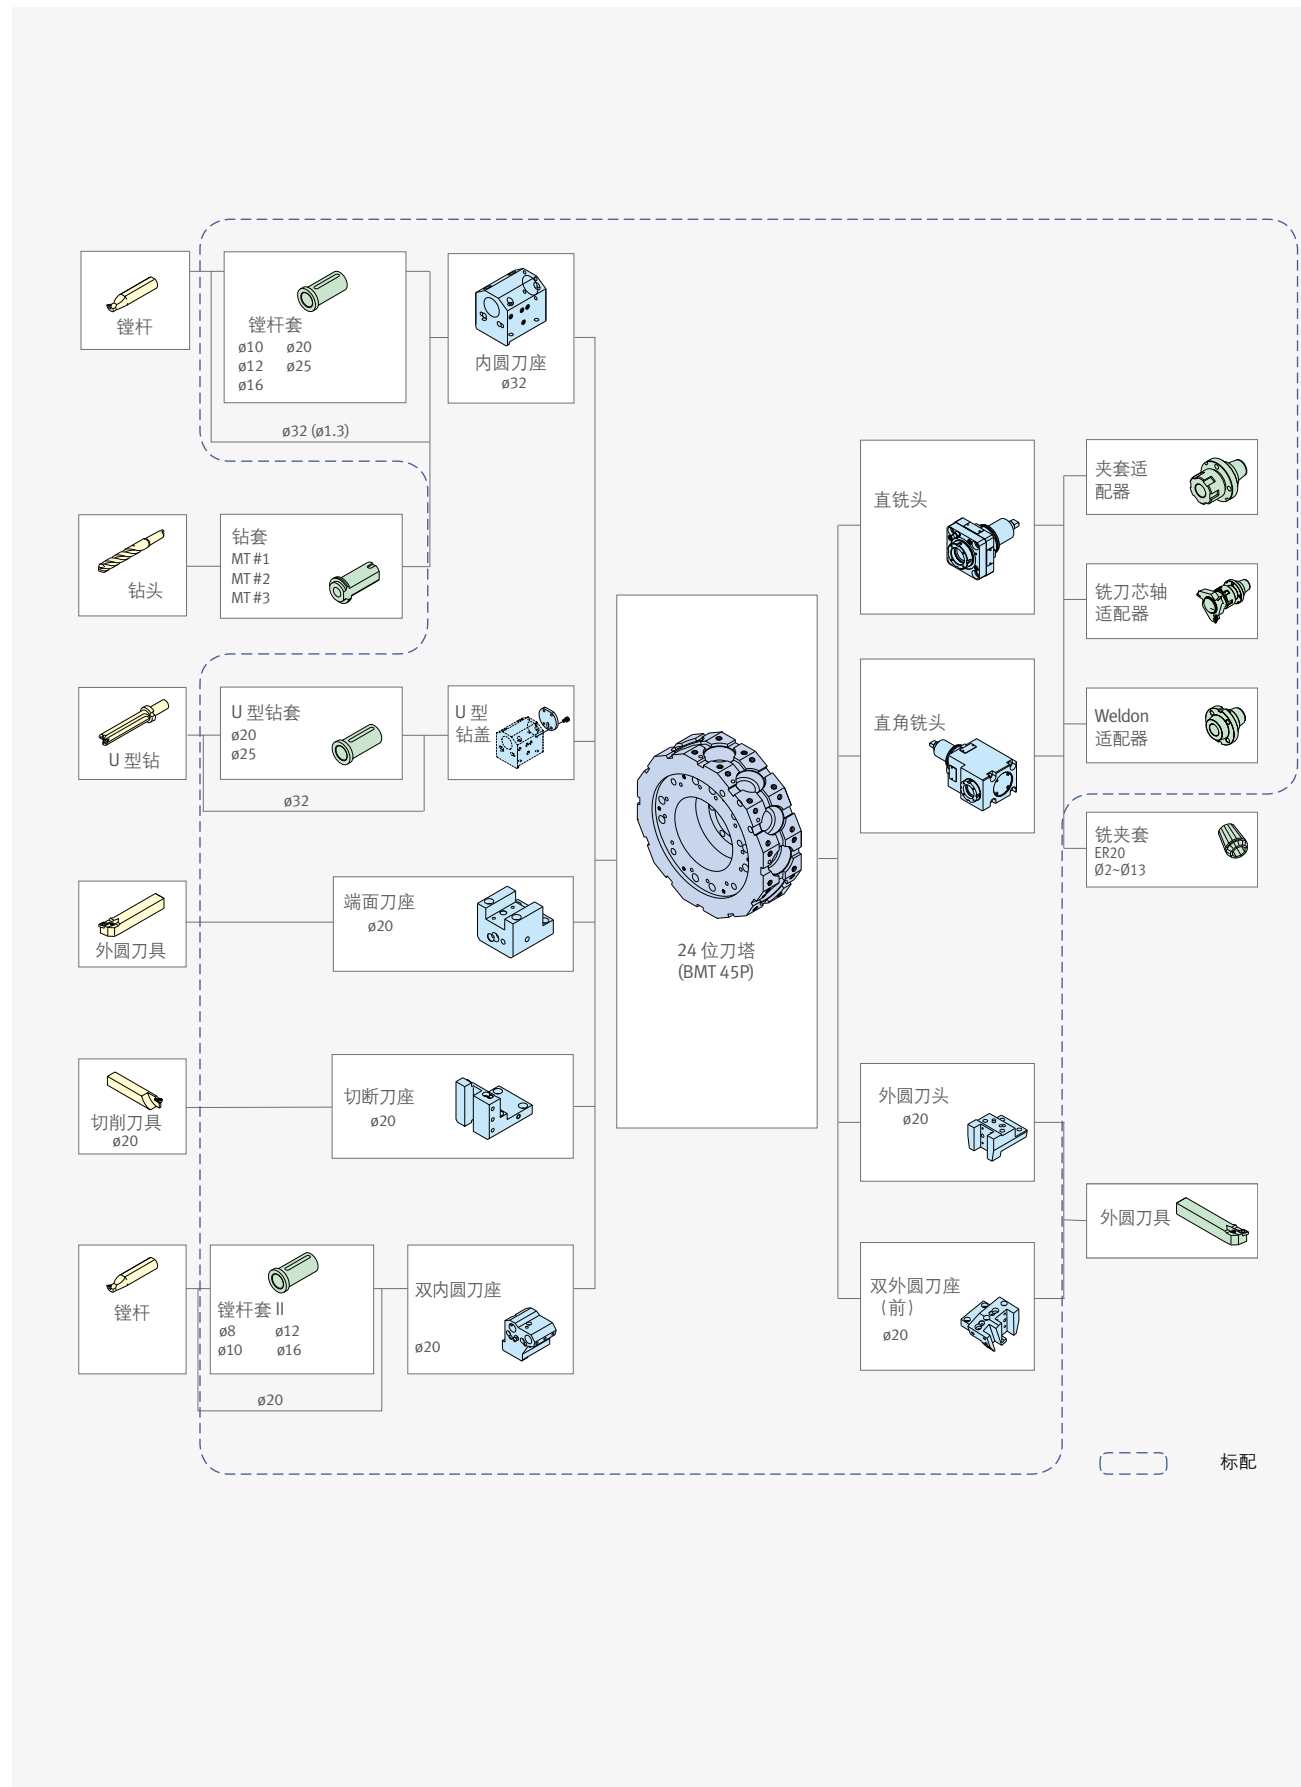 镗杆
镗杆套
ø10 ø20
ø12 ø25
ø16
内圆刀座
ø32
ø32 (ø1.3)
钻头
钻套
MT #1
MT #2
MT #3
U 型钻
U 型钻套
ø20
ø25
ø32
U 型
钻盖
外圆刀具
端面刀座
ø20
切削刀具
ø20
切断刀座
ø20
镗杆
镗杆套 II
ø8 ø12
ø10 ø16
ø20
双内圆刀座
ø20
24 位刀塔
(BMT 45P)
直铣头
直角铣头
夹套适
配器
铣刀芯轴
适配器
Weldon
适配器
铣夹套
ER20
Ø2~Ø13
外圆刀头
ø20
双外圆刀座
（前）
ø20
外圆刀具
标配